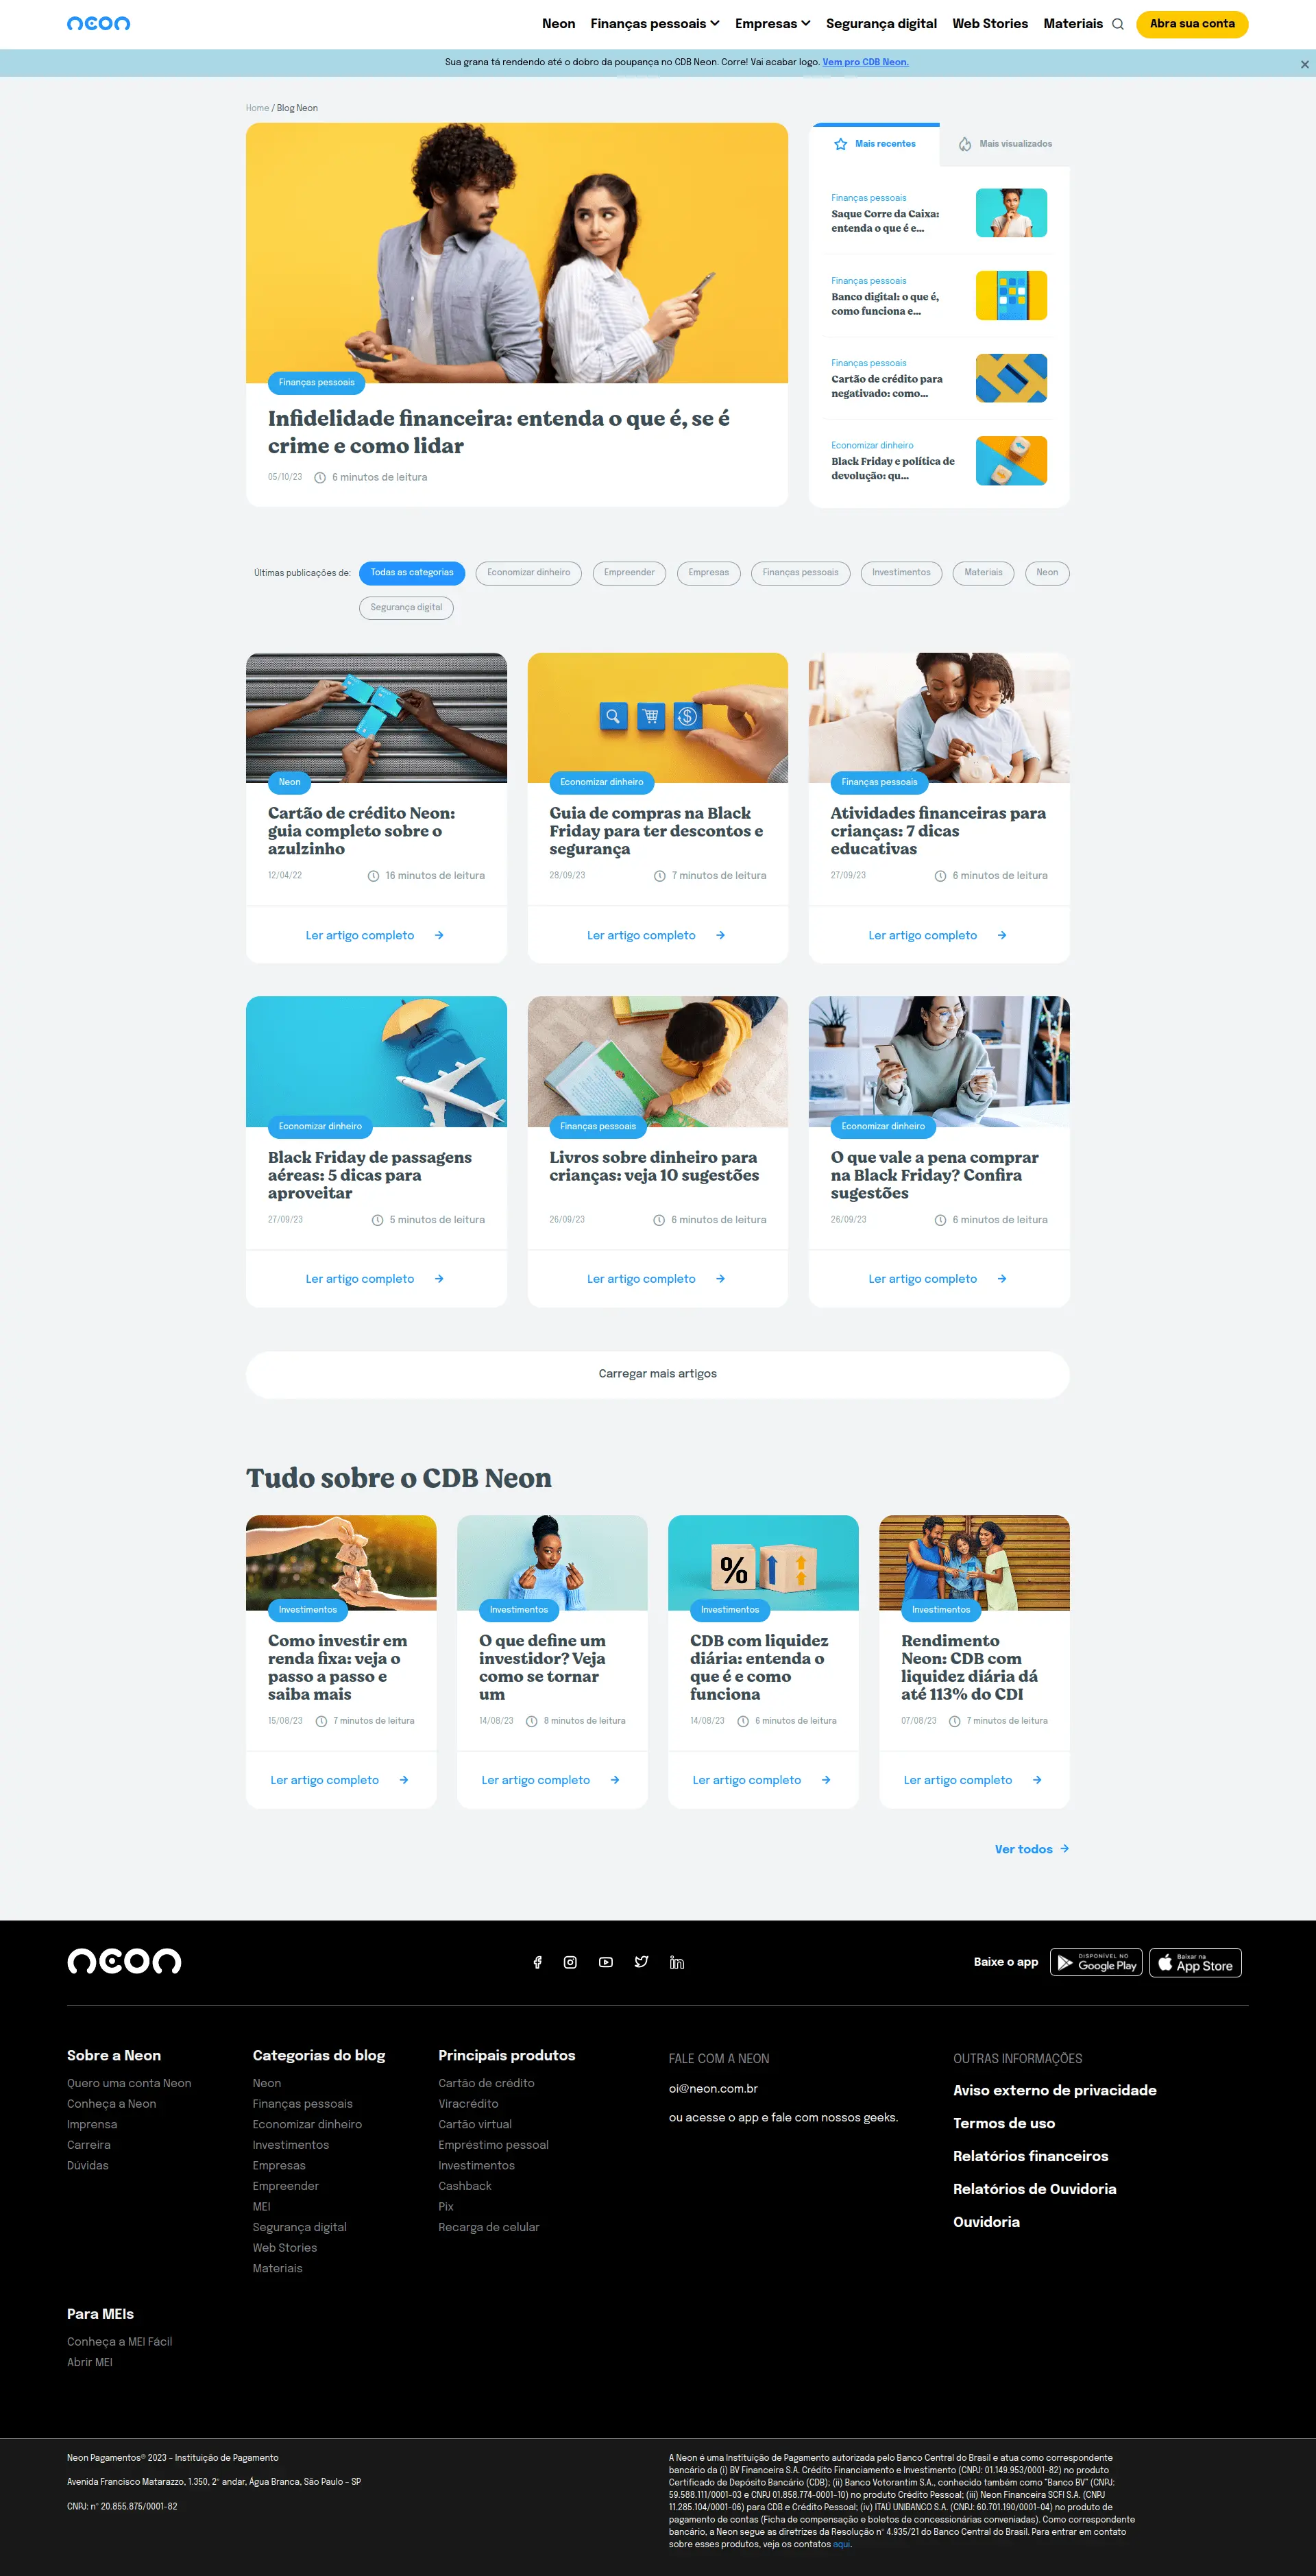 neon
Neon Finanças pessoais Empresas Segurança digital Web Stories Materiais Abra sua conta
Sua grana tá rendendo até o dobro da poupança no CDB Neon. Corre! Vai acabar logo. Vem pro CDB Neon.
Home / Blog Neon
Finanças pessoais
Infidelidade financeira: entenda o que é, se é
crime e como lidar
05/10/23 6 minutos de leitura
Mais recentes Mais visualizados
Finanças pessoais
Saque Corre da Caixa:
entenda o que é e...
Finanças pessoais
Banco digital: o que é,
como funciona e...
Finanças pessoais
Cartão de crédito para
negativado: como...
Economizar dinheiro
Black Friday e política de
devolução: qu...
Últimas publicações de: Todas as categorias Economizar dinheiro Empreender Empresas Finanças pessoais Investimentos Materiais Neon
Segurança digital
Neon
Cartão de crédito Neon:
guia completo sobre o
azulzinho
12/04/22 16 minutos de leitura
Ler artigo completo
Economizar dinheiro
Guia de compras na Black
Friday para ter descontos e
segurança
28/09/23 7 minutos de leitura
Ler artigo completo
Finanças pessoais
Atividades financeiras para
crianças: 7 dicas
educativas
27/09/23 6 minutos de leitura
Ler artigo completo
Economizar dinheiro
Black Friday de passagens
aéreas: 5 dicas para
aproveitar
27/09/23 5 minutos de leitura
Ler artigo completo
Finanças pessoais
Livros sobre dinheiro para
crianças: veja 10 sugestões
26/09/23 6 minutos de leitura
Ler artigo completo
Economizar dinheiro
O que vale a pena comprar
na Black Friday? Confira
sugestões
26/09/23 6 minutos de leitura
Ler artigo completo
Carregar mais artigos
Tudo sobre o CDB Neon
Investimentos
Como investir em
renda fixa: veja o
passo a passo e
saiba mais
15/08/23 7 minutos de leitura
Ler artigo completo
Investimentos
O que define um
investidor? Veja
como se tornar
um
14/08/23 8 minutos de leitura
Ler artigo completo
%
Investimentos
CDB com liquidez
diária: entenda o
que é e como
funciona
14/08/23 6 minutos de leitura
Ler artigo completo
Investimentos
Rendimento
Neon: CDB com
liquidez diária dá
até 113% do CDI
07/08/23 7 minutos de leitura
Ler artigo completo
Ver todos
neon
Baixe o app
DISPONÍVEL NO
Google Play
Baixar na
App Store
Sobre a Neon
Quero uma conta Neon
Conheça a Neon
Imprensa
Carreira
Dúvidas
Categorias do blog
Neon
Finanças pessoais
Economizar dinheiro
Investimentos
Empresas
Empreender
MEI
Segurança digital
Web Stories
Materiais
Principais produtos
Cartão de crédito
Viracrédito
Cartão virtual
Empréstimo pessoal
Investimentos
Cashback
Pix
Recarga de celular
FALE COM A NEON
oi@neon.com.br
ou acesse o app e fale com nossos geeks.
OUTRAS INFORMAÇÕES
Aviso externo de privacidade
Termos de uso
Relatórios financeiros
Relatórios de Ouvidoria
Ouvidoria
Para MEIs
Conheça a MEI Fácil
Abrir MEI
Neon Pagamentos® 2023 - Instituição de Pagamento
Avenida Francisco Matarazzo, 1.350, 2° andar, Água Branca, São Paulo - SP
CNPJ: n° 20.855.875/0001-82
A Neon é uma Instituição de Pagamento autorizada pelo Banco Central do Brasil e atua como correspondente
bancário da (i) BV Financeira S.A. Crédito Financiamento e Investimento (CNPJ: 01.149.953/0001-82) no produto
Certificado de Depósito Bancário (CDB); (ii) Banco Votorantim S.A., conhecido também como "Banco BV" (CNPJ:
59.588.111/0001-03 e CNPJ 01.858.774-0001-10) no produto Crédito Pessoal; (iii) Neon Financeira SCFI S.A. (CNPJ
11.285.104/0001-06) para CDB e Crédito Pessoal; (iv) ITAÚ UNIBANCO S.A. (CNPJ: 60.701.190/0001-04) no produto de
pagamento de contas (Ficha de compensação e boletos de concessionárias conveniadas). Como correspondente
bancário, a Neon segue as diretrizes da Resolução n° 4.935/21 do Banco Central do Brasil. Para entrar em contato
sobre esses produtos, veja os contatos aqui.